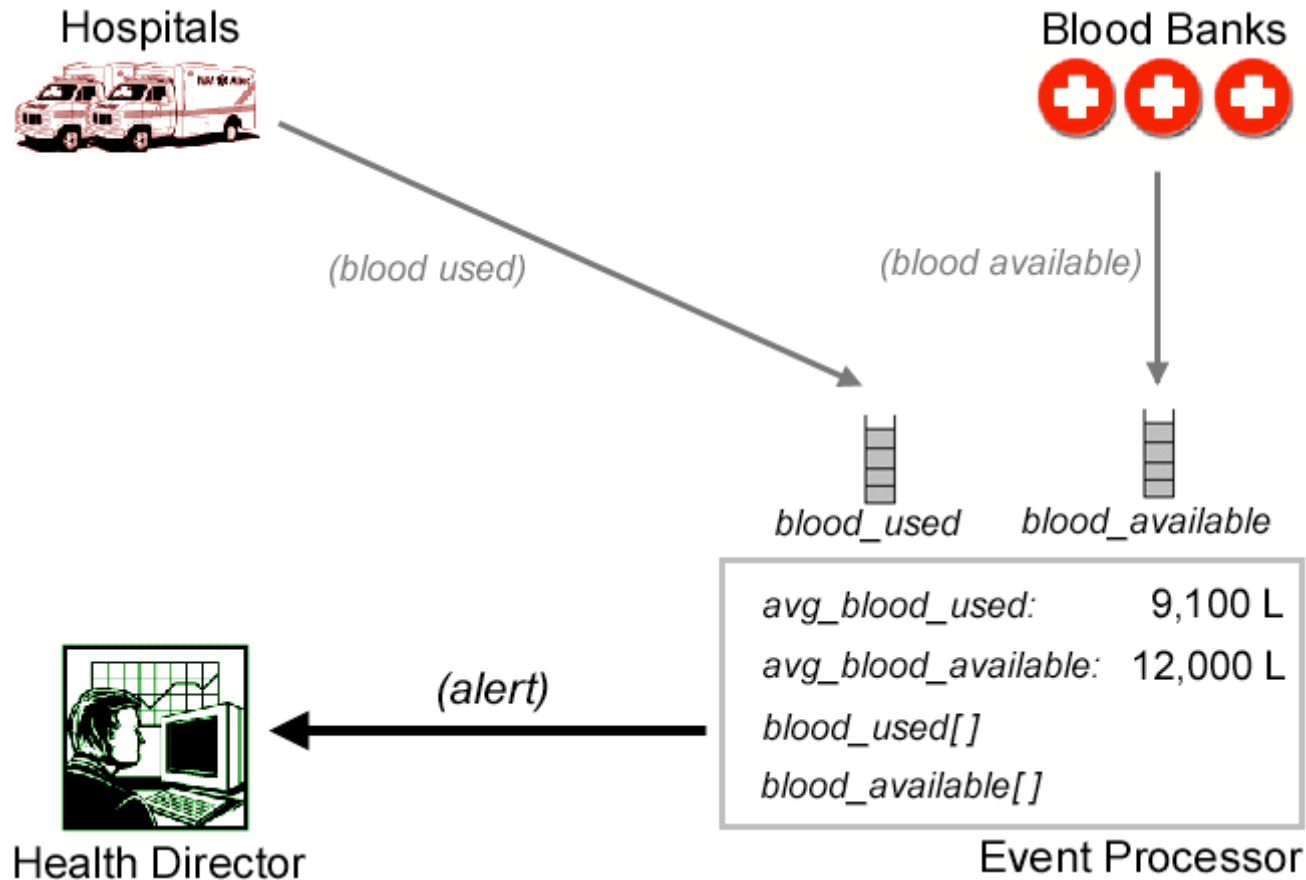 Hospitals
Blood Banks
(blood used)
(blood available)
blood_used
blood_available
avg_blood_used: 9,100 L
avg_blood_available: 12,000 L
blood_used[ ]
blood_available[ ]
(alert)
Health Director
Event Processor